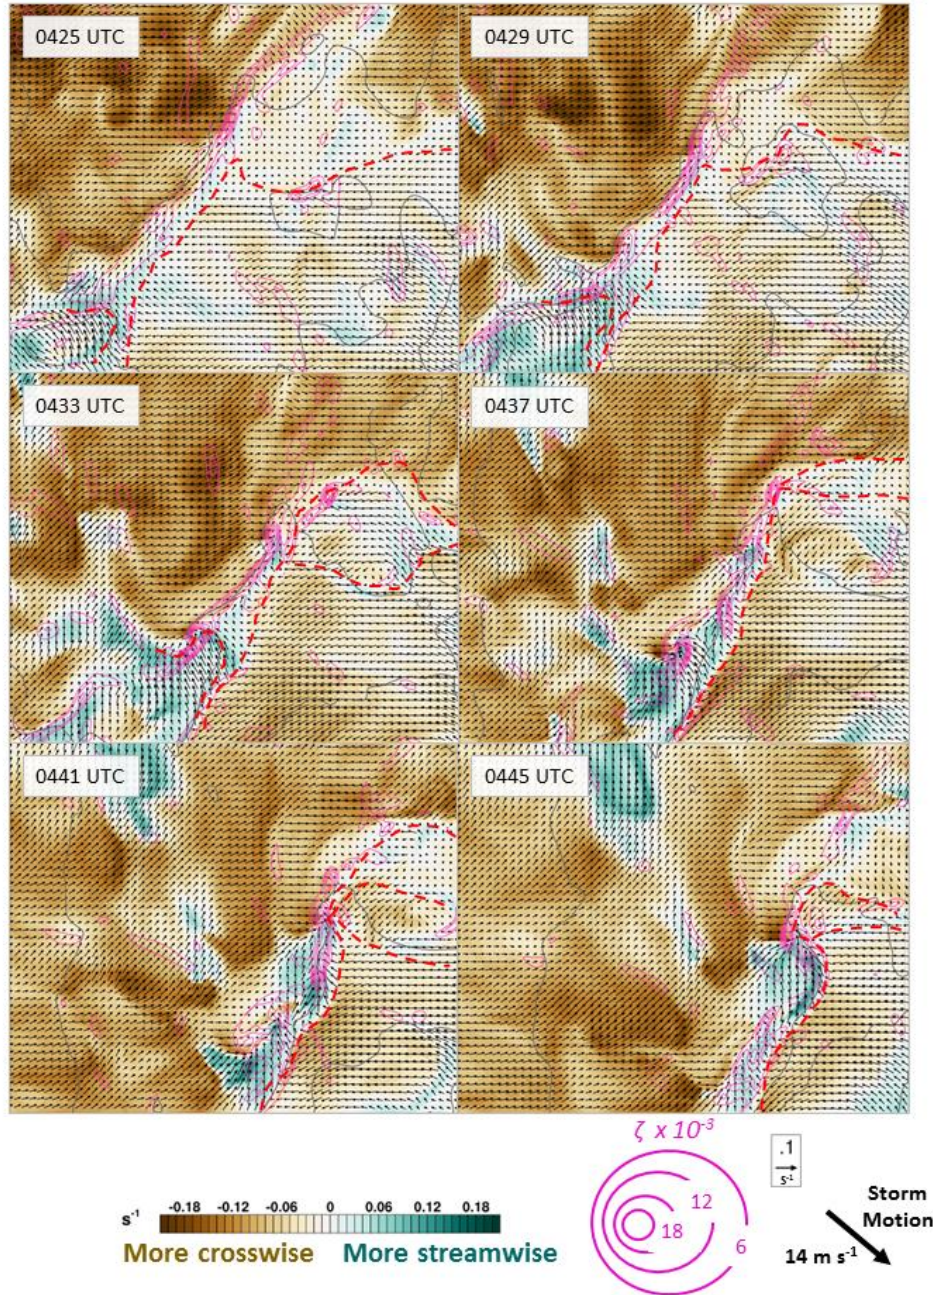 0425 UTC
0429 UTC
0433 UTC
0437 UTC
0441 UTC
0445 UTC
ζ x 10⁻³
12
18
6
.1
s⁻¹
Storm
Motion
14 m s⁻¹
s⁻¹
-0.18 -0.12 -0.06 0 0.06 0.12 0.18
More crosswise More streamwise